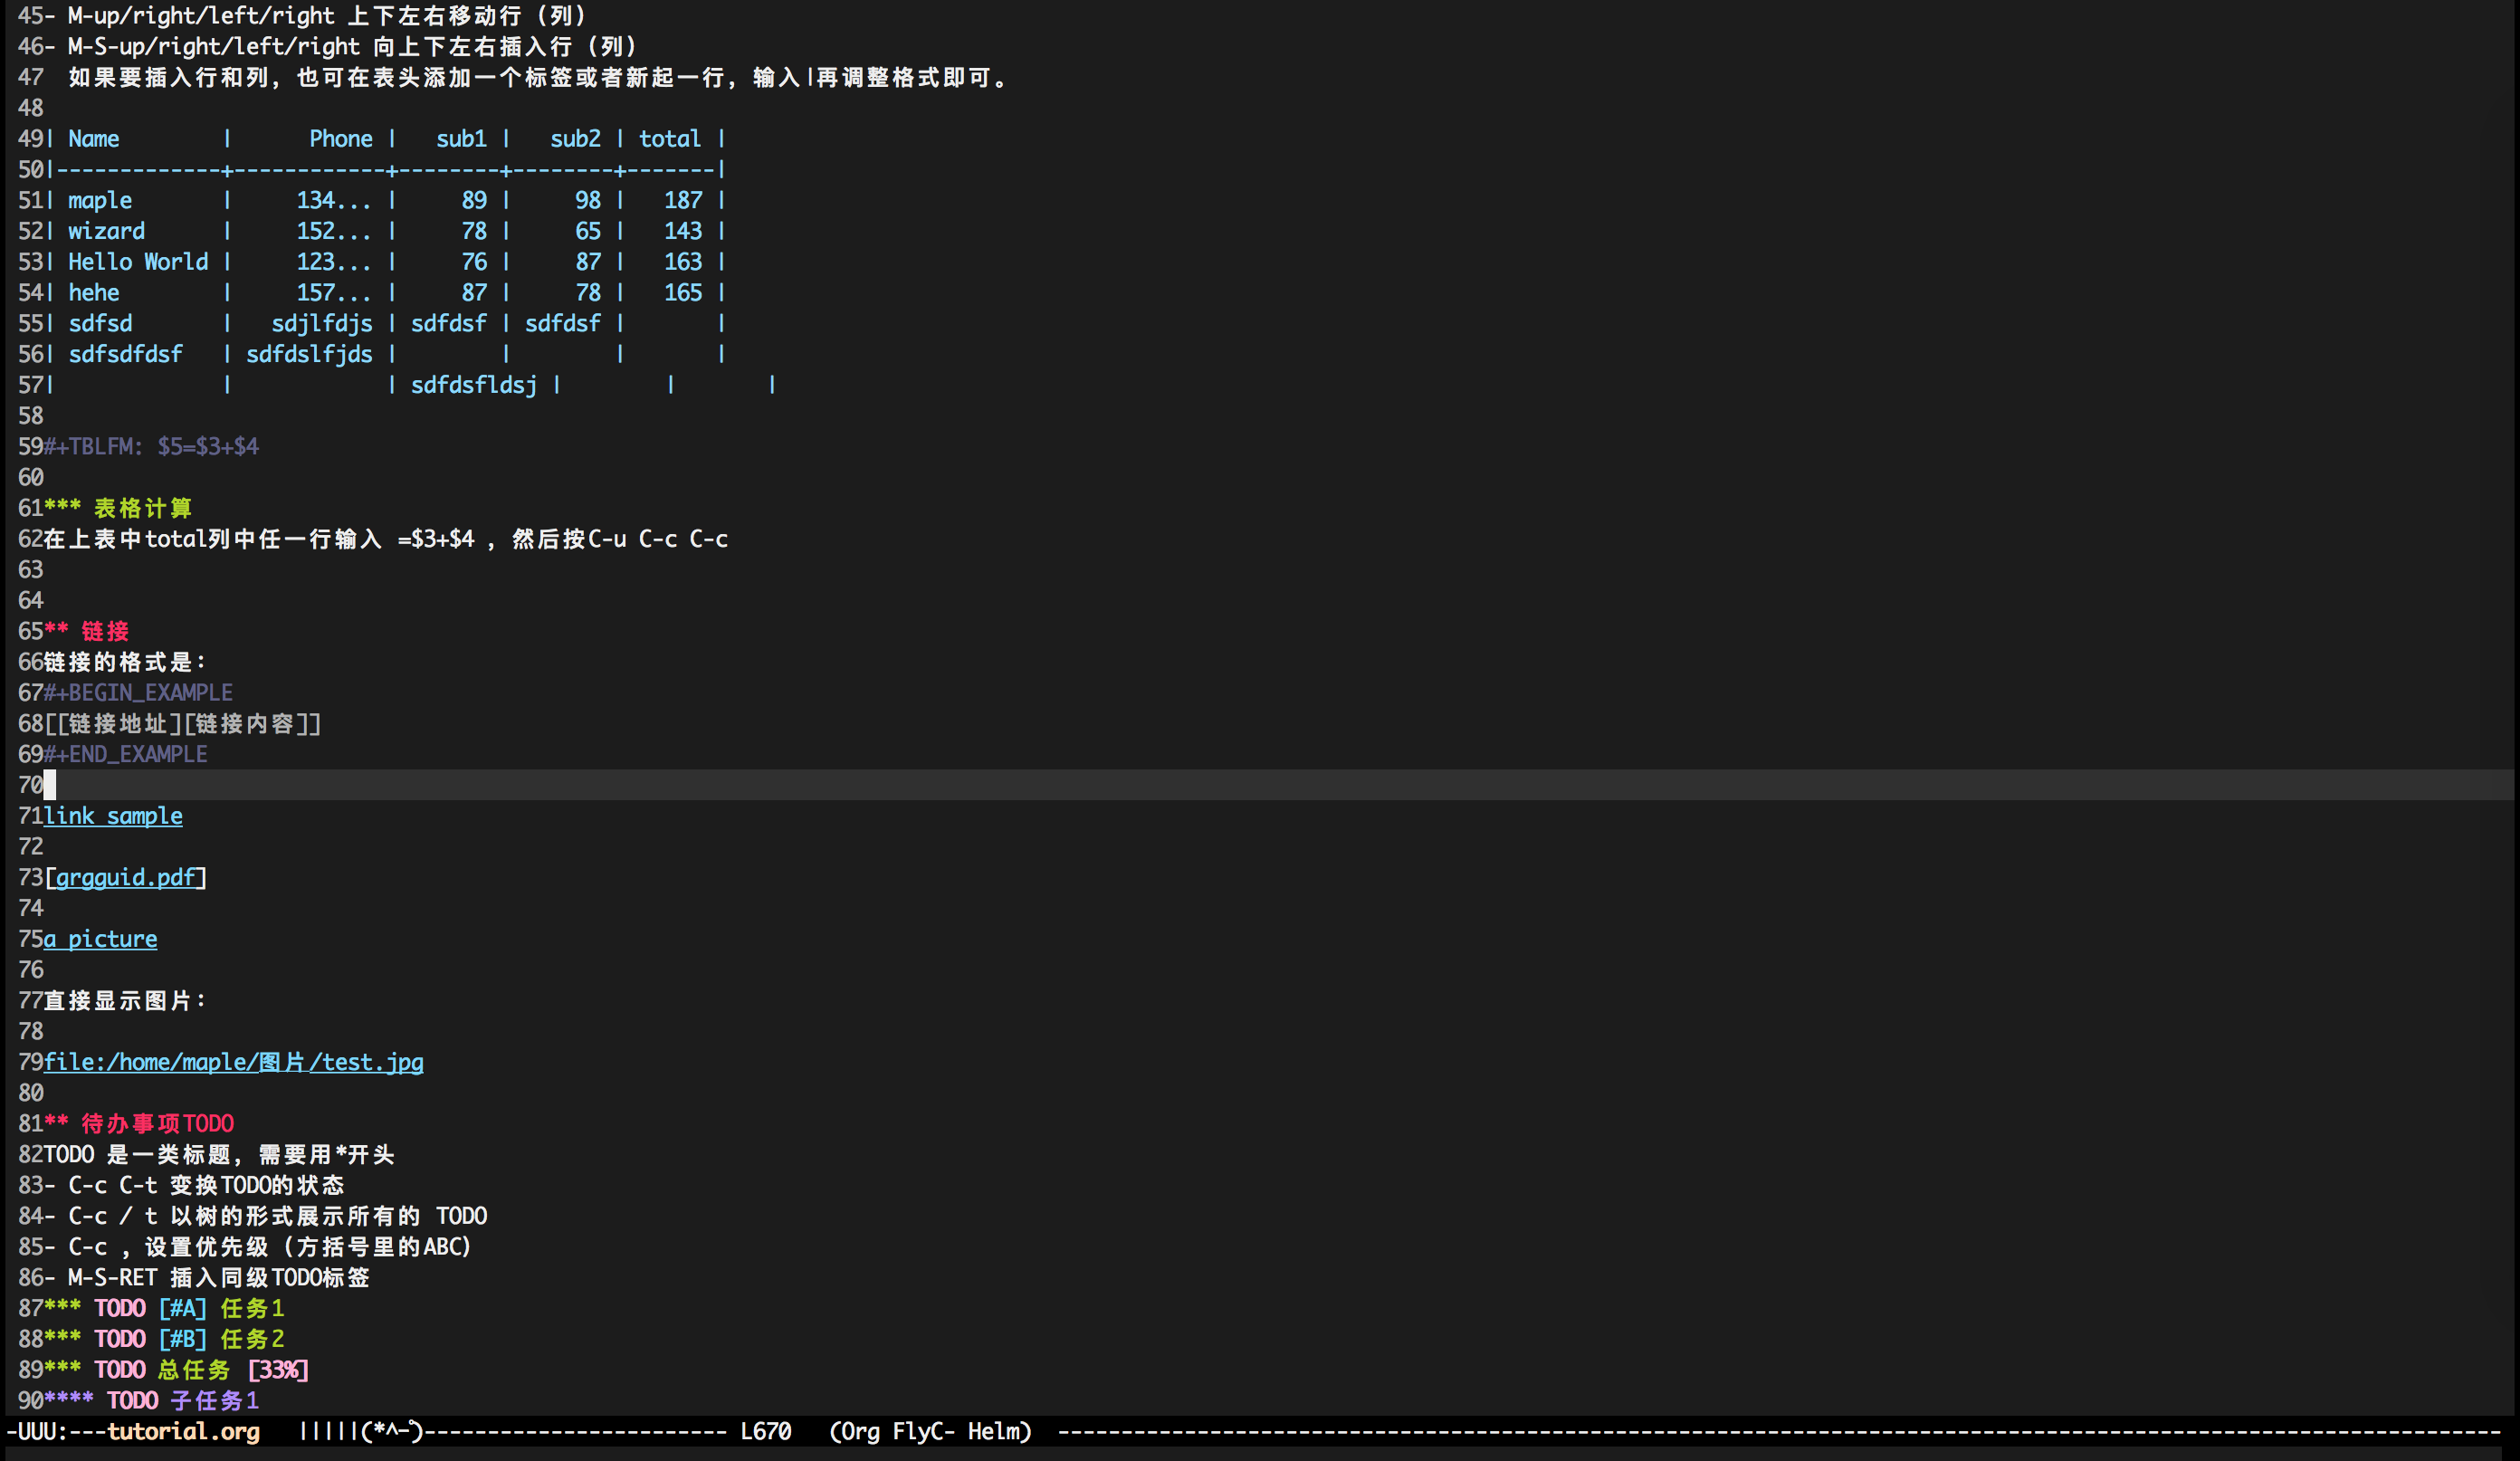 45- M-up/right/left/right 上下左右移动行（列）
46- M-S-up/right/left/right 向上下左右插入行（列）
47  如果要插入行和列，也可在表头添加一个标签或者新起一行，输入|再调整格式即可。
48
49| Name        |      Phone |   sub1 |   sub2 | total |
50|-------------+------------+--------+--------+-------|
51| maple       |     134... |     89 |     98 |   187 |
52| wizard      |     152... |     78 |     65 |   143 |
53| Hello World |     123... |     76 |     87 |   163 |
54| hehe        |     157... |     87 |     78 |   165 |
55| sdfsd       |   sdjlfdjs | sdfdsf | sdfdsf |       |
56| sdfsdfdsf   | sdfdslfjds |        |        |       |
57|             |            | sdfdsfldsj |        |       |
58
59#+TBLFM: $5=$3+$4
60
61*** 表格计算
62在上表中total列中任一行输入 =$3+$4 ，然后按C-u C-c C-c
63
64
65** 链接
66链接的格式是：
67#+BEGIN_EXAMPLE
68[[链接地址][链接内容]]
69#+END_EXAMPLE
70
71link sample
72
73[grgguid.pdf]
74
75a picture
76
77直接显示图片：
78
79file:/home/maple/图片/test.jpg
80
81** 待办事项TODO
82TODO 是一类标题，需要用*开头
83- C-c C-t 变换TODO的状态
84- C-c / t 以树的形式展示所有的 TODO
85- C-c , 设置优先级（方括号里的ABC）
86- M-S-RET 插入同级TODO标签
87*** TODO [#A] 任务1
88*** TODO [#B] 任务2
89*** TODO 总任务 [33%]
90**** TODO 子任务1
-UUU:---tutorial.org   |||||(*^-°)------------------------ L670   (Org FlyC- Helm)  ------------------------------------------------------------------------------------------------------------------